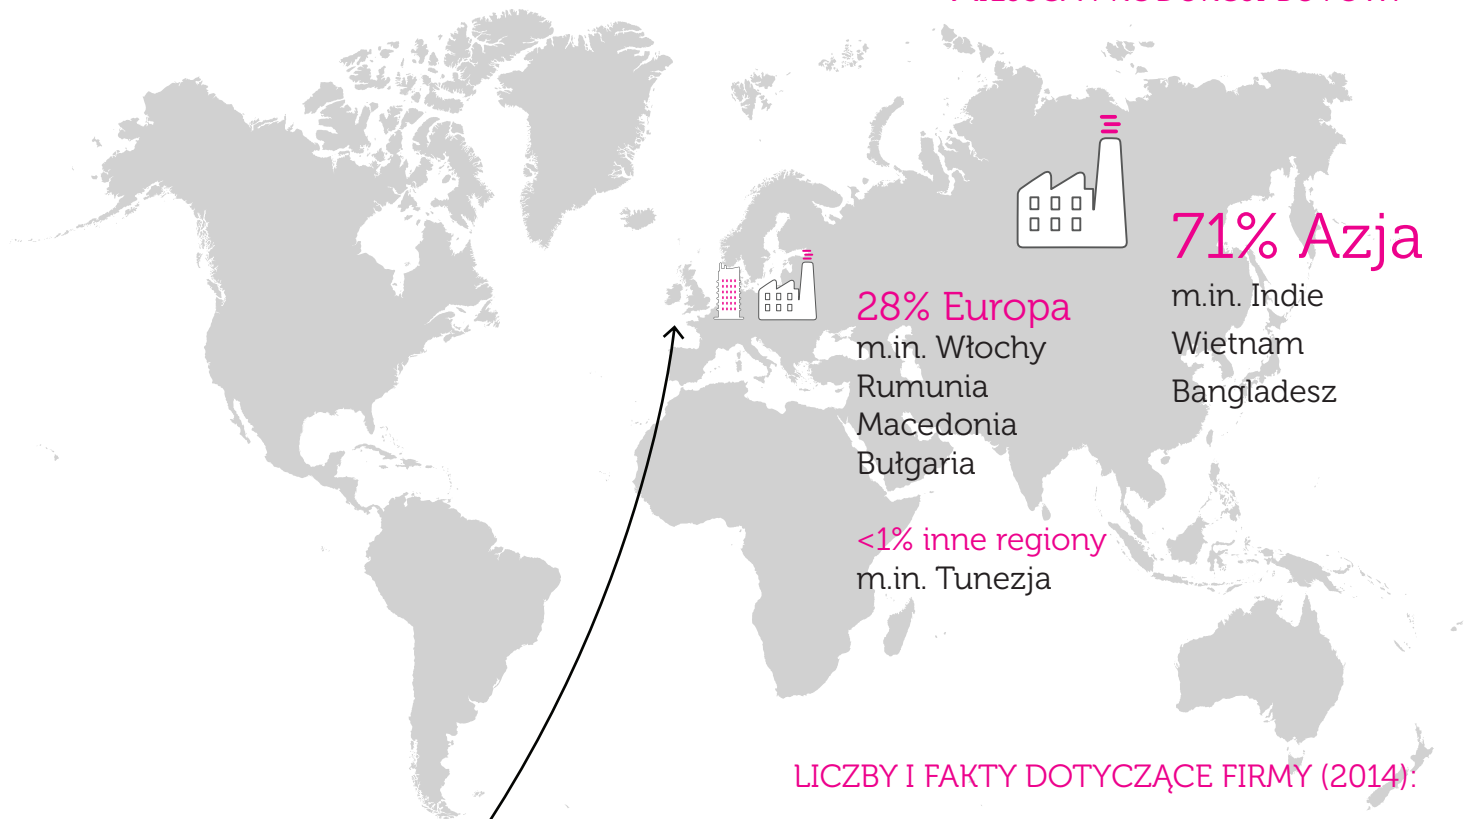 71% Azja
m.in. Indie
Wietnam
Bangladesz
28% Europa
m.in. Włochy
Rumunia
Macedonia
Bułgaria
<1% inne regiony
m.in. Tunezja
LICZBY I FAKTY DOTYCZĄCE FIRMY (2014):